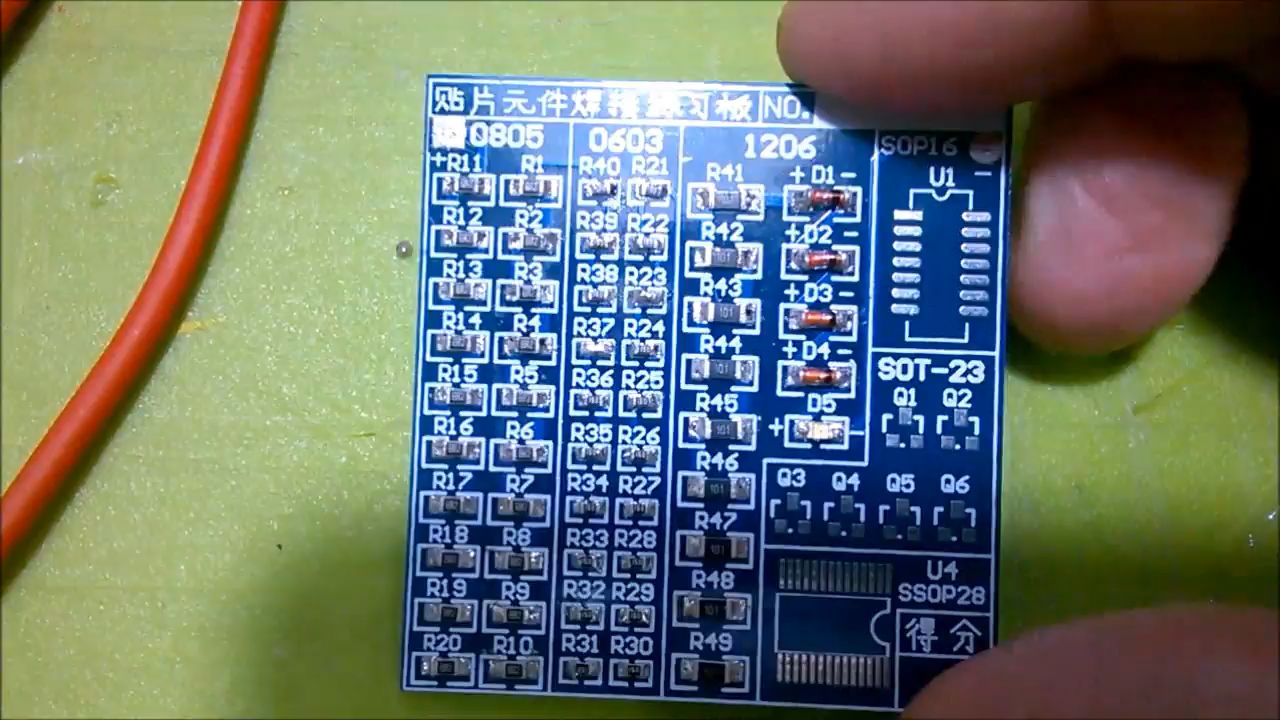 贴片元件焊接练习板 NO.
0805 0603 1206 SOP16
+ R11 R1 R40 R21 R41 + D1 - U1 -
R12 R2 R39 R22 R42 + D2 -
R13 R3 R38 R23 R43 + D3 -
R14 R4 R37 R24 R44 + D4 - SOT-23
R15 R5 R36 R25 R45 + D5 - Q1 Q2
R16 R6 R35 R26 R46
R17 R7 R34 R27 R47 Q3 Q4 Q5 Q6
R18 R8 R33 R28 R48 U4
R19 R9 R32 R29 SSOP28
R20 R10 R31 R30 R49 得分